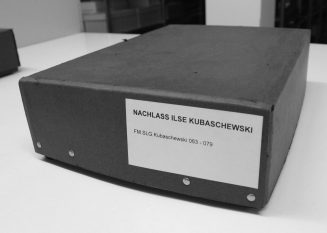 NACHLASS ILSE KUBASCHEWSKI
FM SLG Kubaschewski 063 - 079